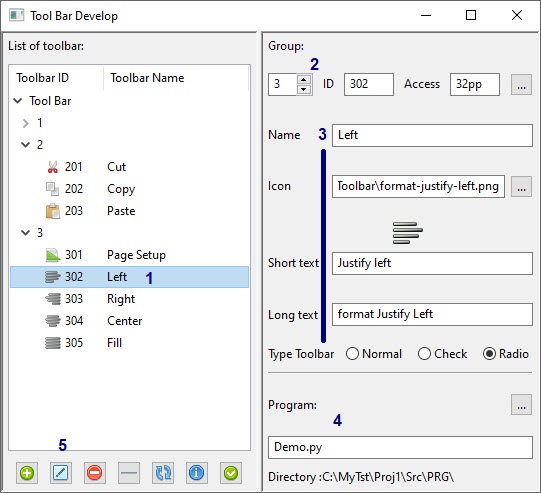 Tool Bar Develop
List of toolbar:
Toolbar ID Toolbar Name
Tool Bar
1
2
201 Cut
202 Copy
203 Paste
3
301 Page Setup
302 Left 1
303 Right
304 Center
305 Fill
5
Group:
2
3 ID 302 Access 32pp ...
Name 3 Left
Icon Toolbar\format-justify-left.png ...
Short text Justify left
Long text format Justify Left
Type Toolbar Normal Check Radio
Program: ...
4
Demo.py
Directory :C:\MyTst\Proj1\Src\PRG\